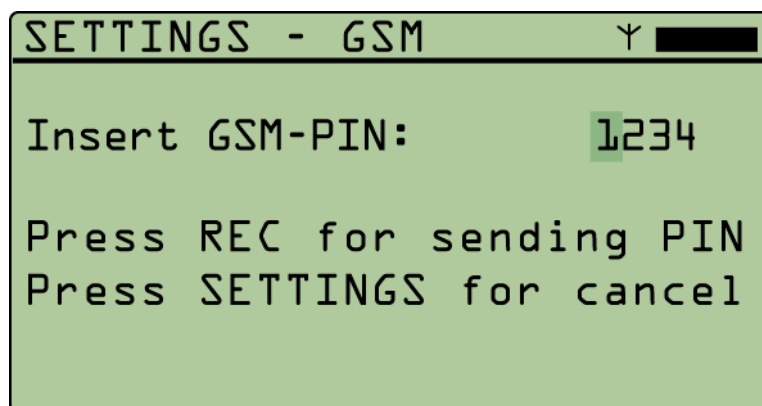 SETTINGS - GSM
Insert GSM-PIN: 1234
Press REC for sending PIN
Press SETTINGS for cancel